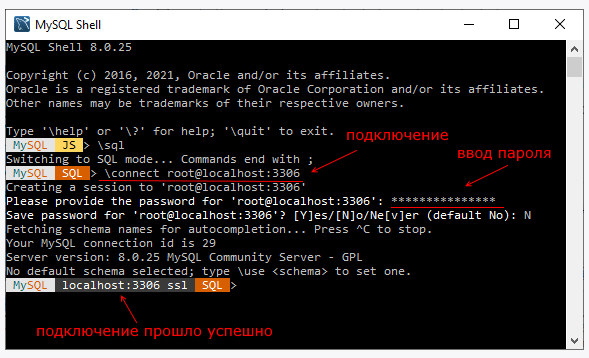 MySQL Shell
MySQL Shell 8.0.25
Copyright (c) 2016, 2021, Oracle and/or its affiliates.
Oracle is a registered trademark of Oracle Corporation and/or its affiliates.
Other names may be trademarks of their respective owners.
Type '\help' or '\?' for help; '\quit' to exit.
MySQL JS > \sql
подключение
Switching to SQL mode... Commands end with ;
ввод пароля
MySQL SQL > \connect root@localhost:3306
Creating a session to 'root@localhost:3306'
Please provide the password for 'root@localhost:3306': ***************
Save password for 'root@localhost:3306'? [Y]es/[N]o/Ne[v]er (default No): N
Fetching schema names for autocompletion... Press ^C to stop.
Your MySQL connection id is 29
Server version: 8.0.25 MySQL Community Server - GPL
No default schema selected; type \use <schema> to set one.
MySQL localhost:3306 ssl SQL >
подключение прошло успешно